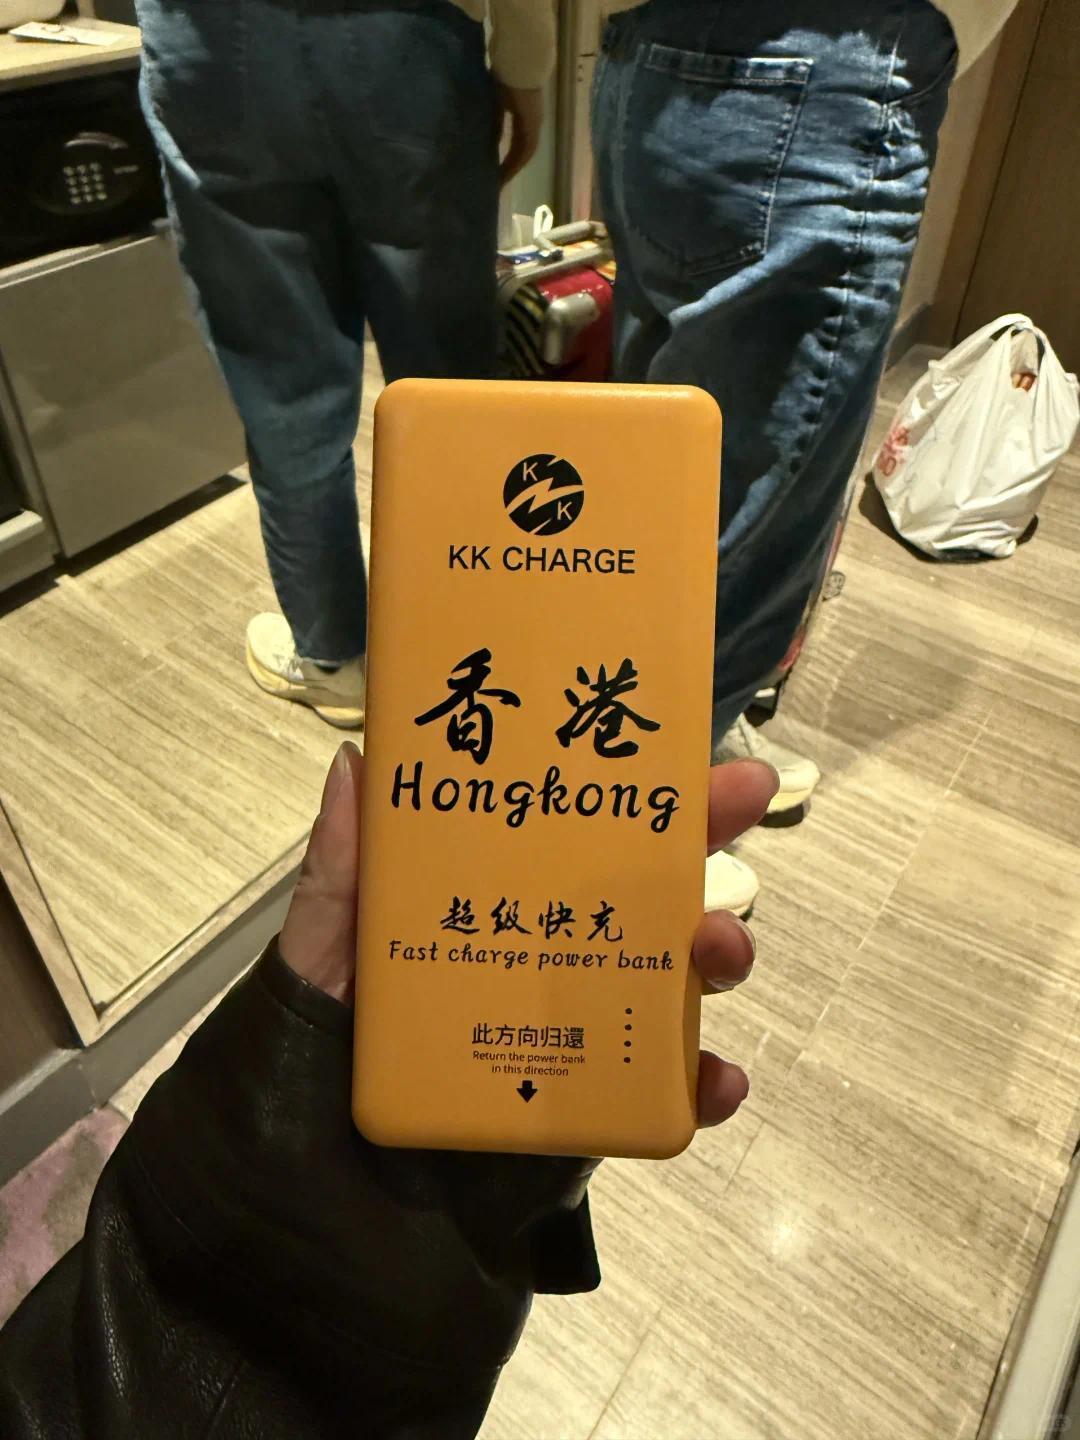 K
K
KK CHARGE
香港
Hongkong
超级快充
Fast charge power bank
此方向归還
Return the power bank
in this direction